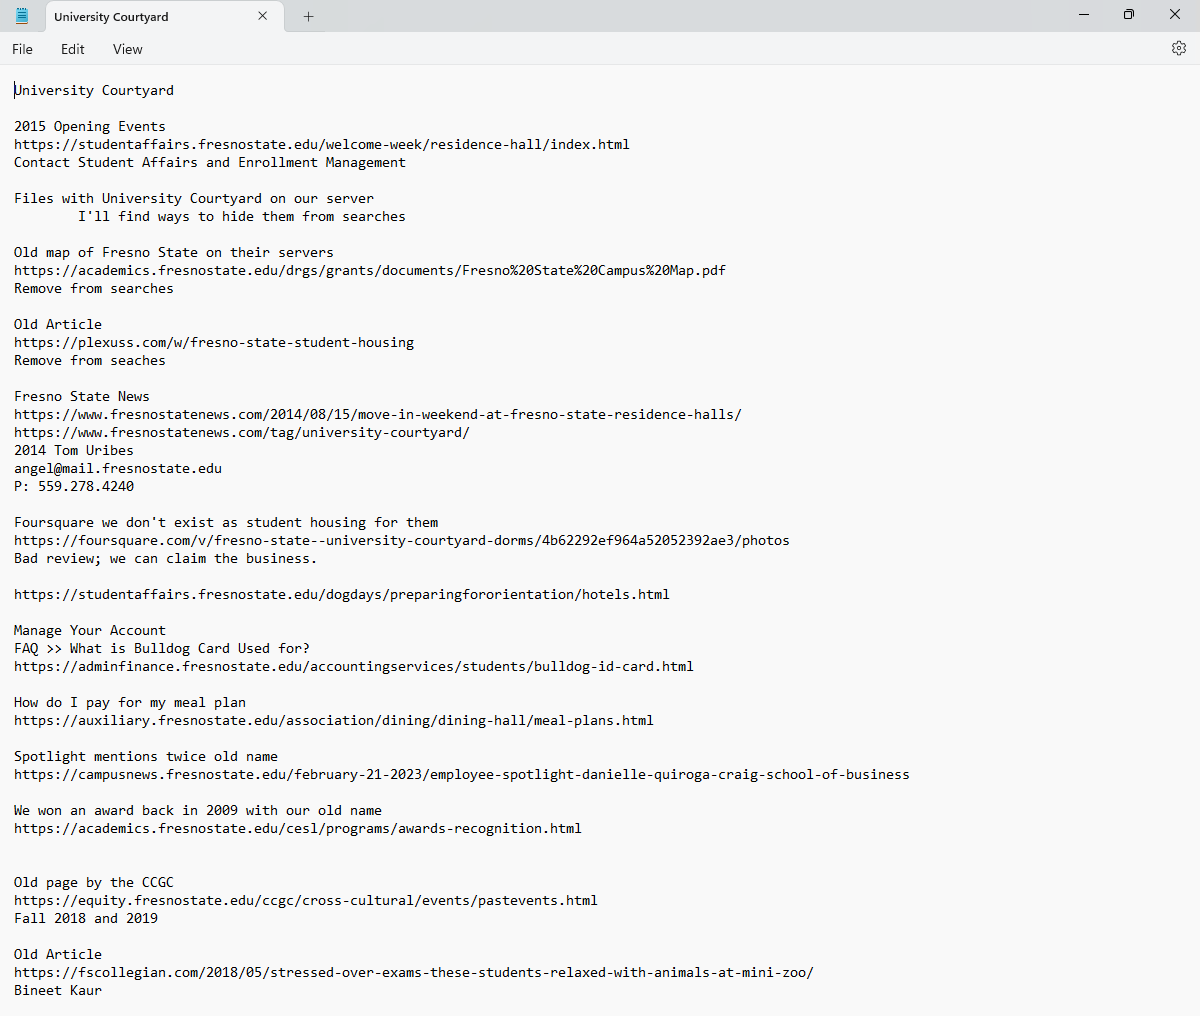 University Courtyard
File Edit View
University Courtyard
2015 Opening Events
https://studentaffairs.fresnostate.edu/welcome-week/residence-hall/index.html
Contact Student Affairs and Enrollment Management
Files with University Courtyard on our server
I'll find ways to hide them from searches
Old map of Fresno State on their servers
https://academics.fresnostate.edu/drgs/grants/documents/Fresno%20State%20Campus%20Map.pdf
Remove from searches
Old Article
https://plexuss.com/w/fresno-state-student-housing
Remove from seaches
Fresno State News
https://www.fresnostatenews.com/2014/08/15/move-in-weekend-at-fresno-state-residence-halls/
https://www.fresnostatenews.com/tag/university-courtyard/
2014 Tom Uribes
angel@mail.fresnostate.edu
P: 559.278.4240
Foursquare we don't exist as student housing for them
https://foursquare.com/v/fresno-state--university-courtyard-dorms/4b62292ef964a52052392ae3/photos
Bad review; we can claim the business.
https://studentaffairs.fresnostate.edu/dogdays/preparingfororientation/hotels.html
Manage Your Account
FAQ >> What is Bulldog Card Used for?
https://adminfinance.fresnostate.edu/accountingservices/students/bulldog-id-card.html
How do I pay for my meal plan
https://auxiliary.fresnostate.edu/association/dining/dining-hall/meal-plans.html
Spotlight mentions twice old name
https://campusnews.fresnostate.edu/february-21-2023/employee-spotlight-danielle-quiroga-craig-school-of-business
We won an award back in 2009 with our old name
https://academics.fresnostate.edu/cesl/programs/awards-recognition.html
Old page by the CCGC
https://equity.fresnostate.edu/ccgc/cross-cultural/events/pastevents.html
Fall 2018 and 2019
Old Article
https://fscollegian.com/2018/05/stressed-over-exams-these-students-relaxed-with-animals-at-mini-zoo/
Bineet Kaur